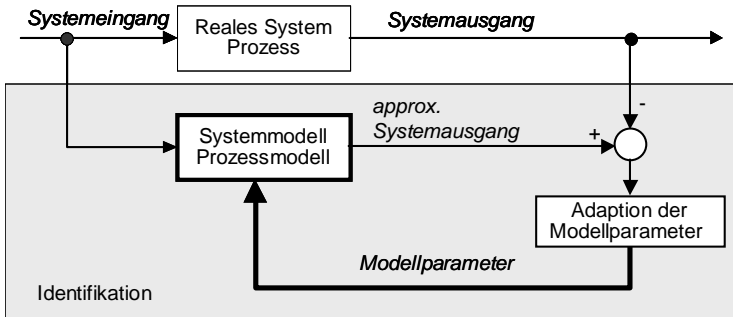 Systemeingang
Reales System
Prozess
Systemausgang
-
approx.
Systemausgang
+
Systemmodell
Prozessmodell
Adaption der
Modellparameter
Modellparameter
Identifikation